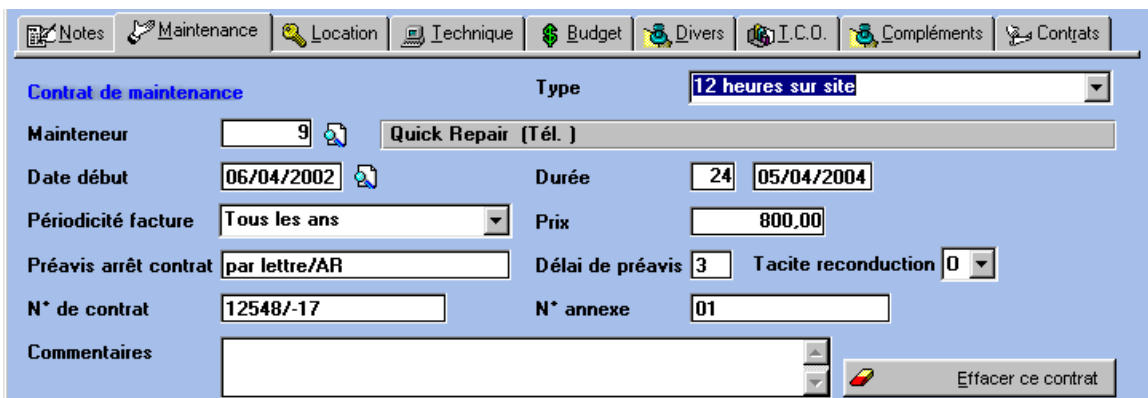 Notes Maintenance Location Technique Budget Divers T.C.O. Compléments Contrats
Contrat de maintenance Type 12 heures sur site
Mainteneur 9 Quick Repair (Tél. )
Date début 06/04/2002 Durée 24 05/04/2004
Périodicité facture Tous les ans Prix 800,00
Préavis arrêt contrat par lettre/AR Délai de préavis 3 Tacite reconduction O
N° de contrat 12548/-17 N° annexe 01
Commentaires
Effacer ce contrat